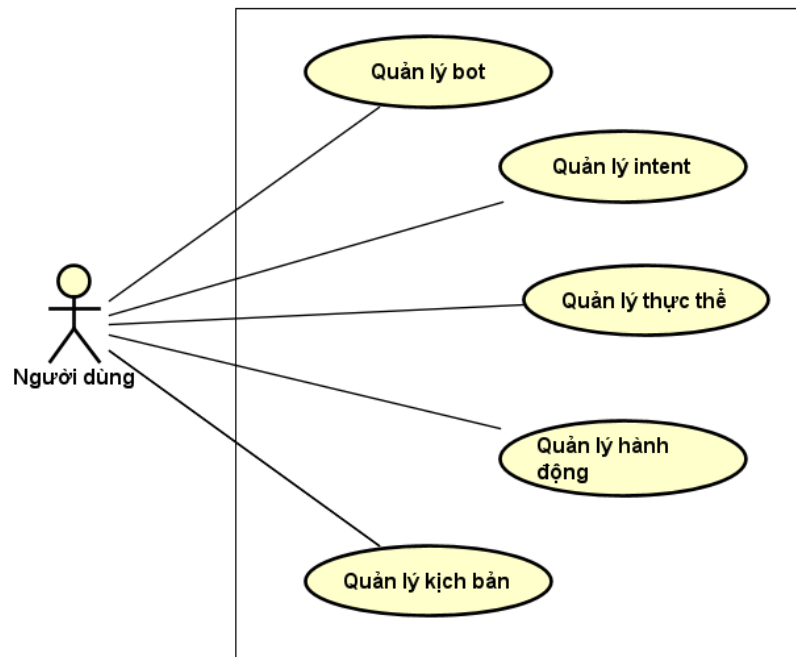 Quản lý bot
Quản lý intent
Quản lý thực thể
Người dùng
Quản lý hành
động
Quản lý kịch bản